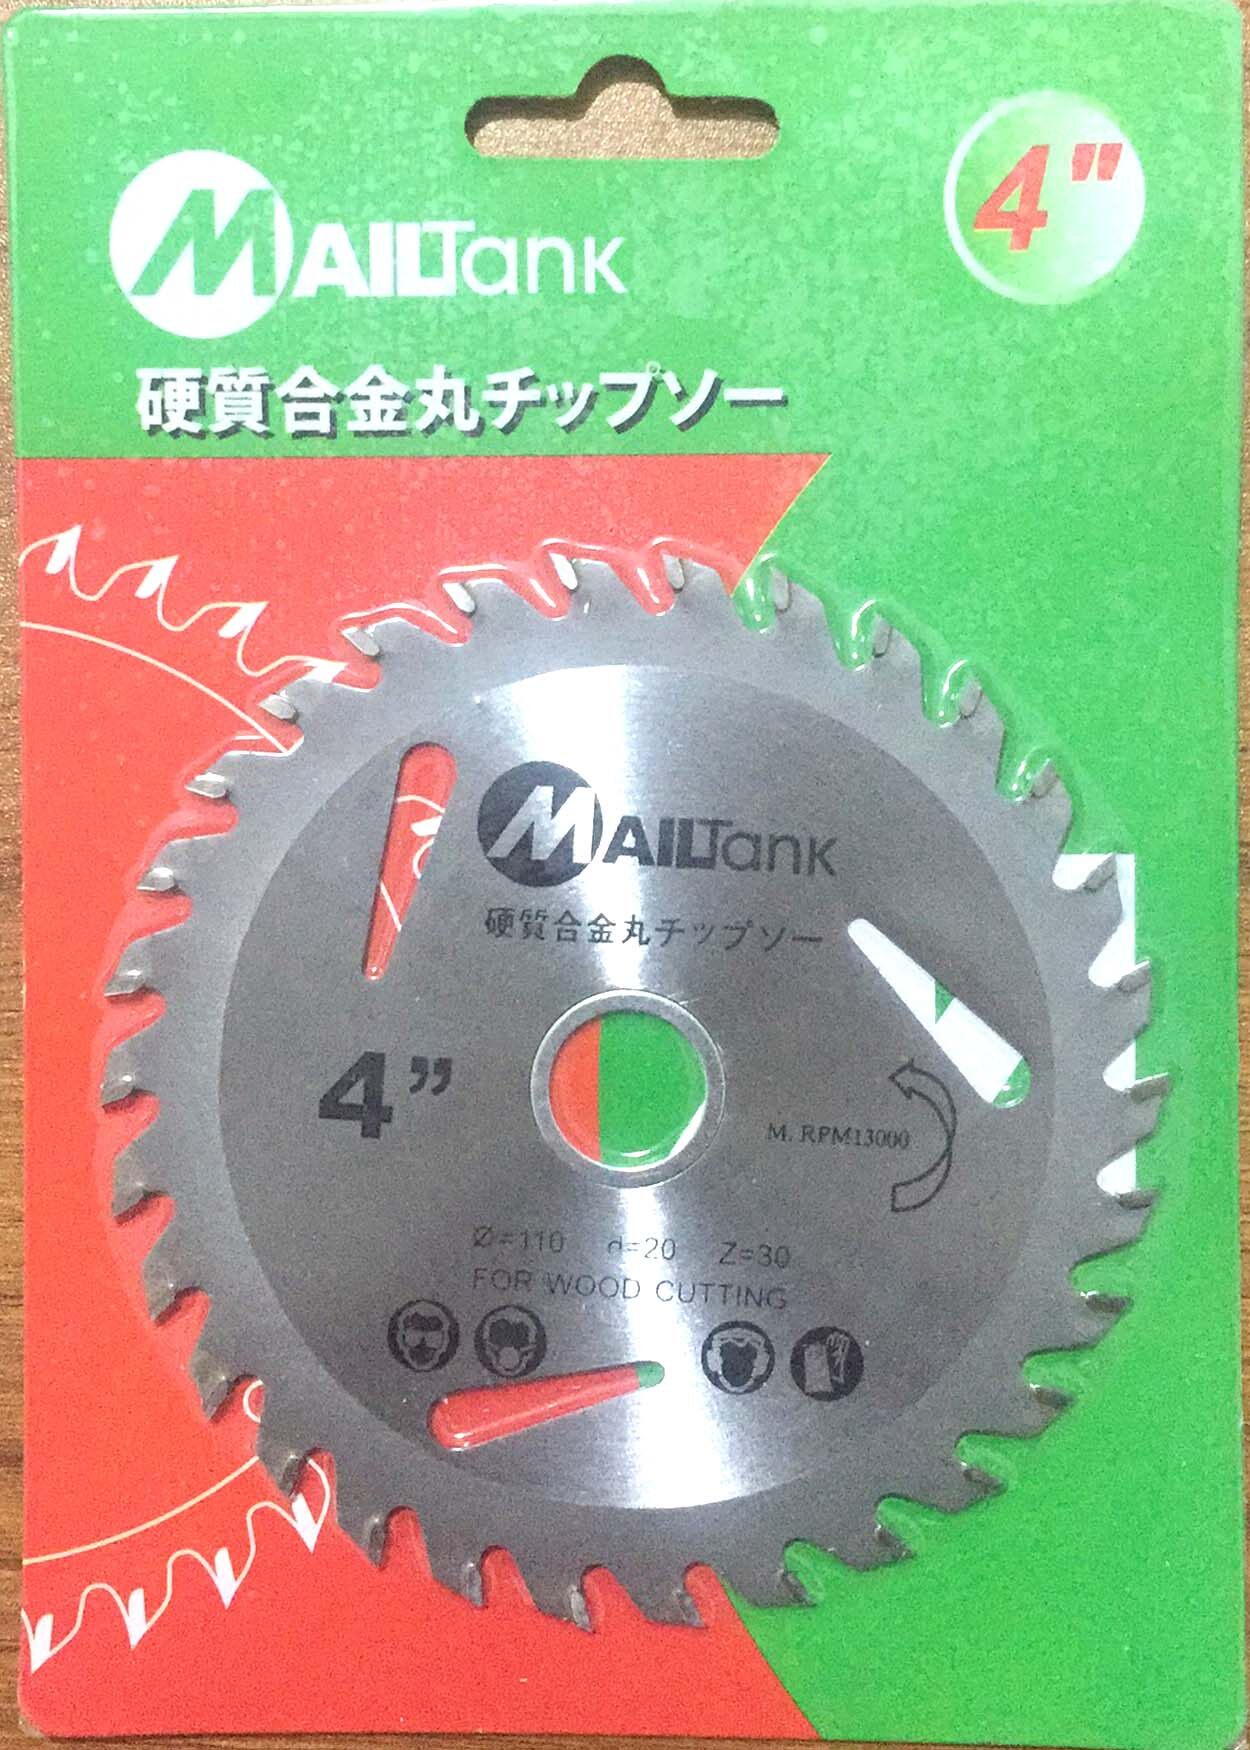 MAILTank
4"
硬質合金丸チップソー
MAILTank
硬質合金丸チップソー
4”
M. RPM13000
Ø=110 d=20 Z=30
FOR WOOD CUTTING